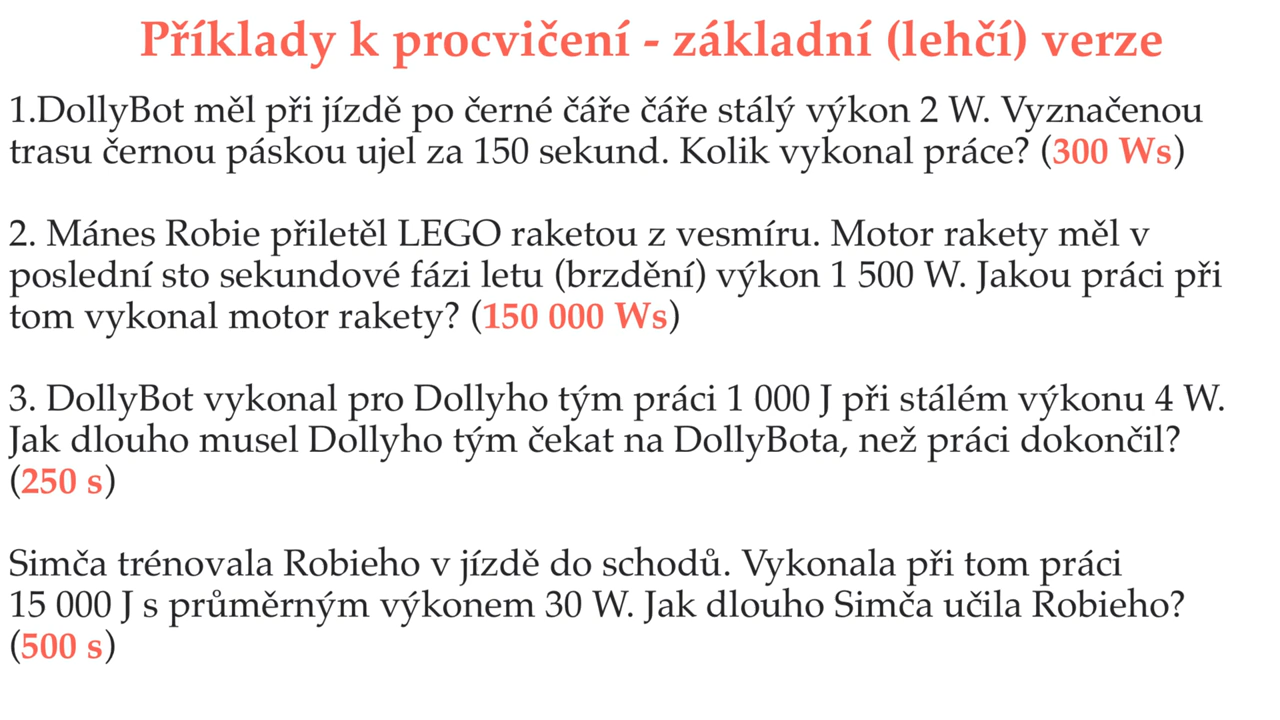 Příklady k procvičení - základní (lehčí) verze
1.DollyBot měl při jízdě po černé čáře čáře stálý výkon 2 W. Vyznačenou
trasu černou páskou ujel za 150 sekund. Kolik vykonal práce? (300 Ws)
2. Mánes Robie přiletěl LEGO raketou z vesmíru. Motor rakety měl v
poslední sto sekundové fázi letu (brzdění) výkon 1 500 W. Jakou práci při
tom vykonal motor rakety? (150 000 Ws)
3. DollyBot vykonal pro Dollyho tým práci 1 000 J při stálém výkonu 4 W.
Jak dlouho musel Dollyho tým čekat na DollyBota, než práci dokončil?
(250 s)
Simča trénovala Robieho v jízdě do schodů. Vykonala při tom práci
15 000 J s průměrným výkonem 30 W. Jak dlouho Simča učila Robieho?
(500 s)